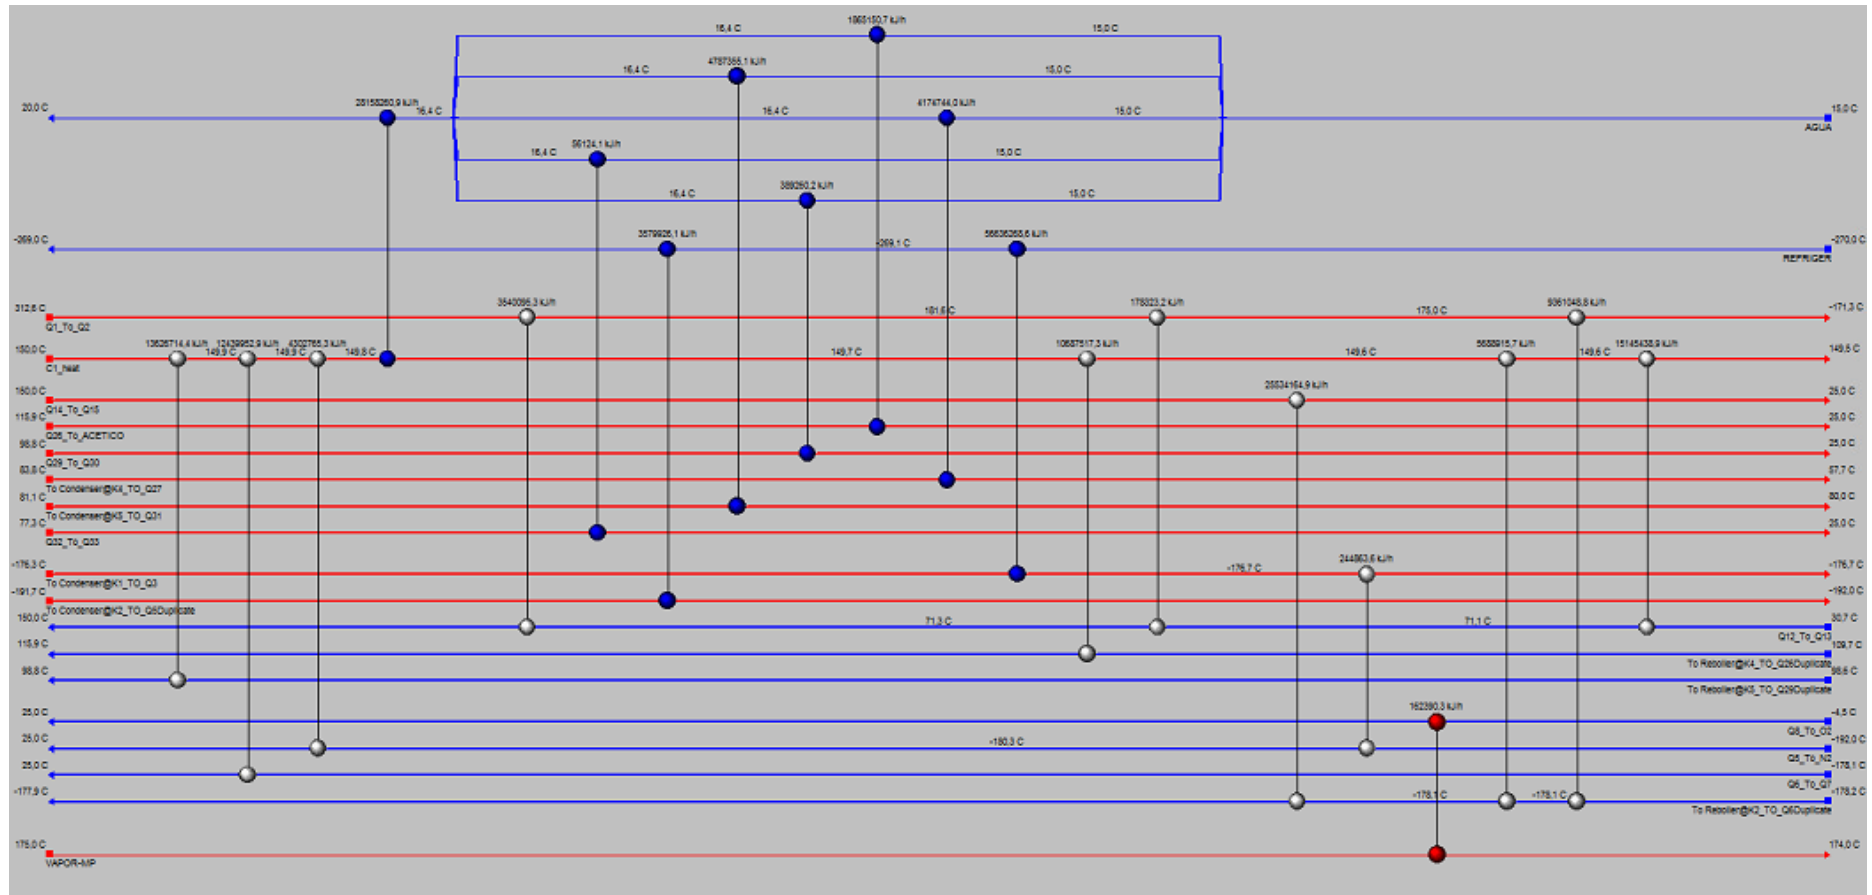 1865150,7 kJ/h
16,4 C
15,0 C
4787355,1 kJ/h
16,4 C
15,0 C
20,0 C
28158260,9 kJ/h
16,4 C
16,4 C
4174744,0 kJ/h
15,0 C
15,0 C
AGUA
56124,1 kJ/h
16,4 C
15,0 C
389260,2 kJ/h
16,4 C
15,0 C
-269,0 C
3579926,1 kJ/h
-269,1 C
56636268,6 kJ/h
-270,0 C
REFRIGER
3540095,3 kJ/h
178323,2 kJ/h
9361048,8 kJ/h
312,6 C
175,0 C
-171,3 C
Q1_To_Q2
13626714,4 kJ/h
12439952,9 kJ/h
4302765,3 kJ/h
10687517,3 kJ/h
5688915,7 kJ/h
15145438,9 kJ/h
150,0 C
149,9 C
149,9 C
149,8 C
149,7 C
149,6 C
149,6 C
149,5 C
C1_heat
25534164,9 kJ/h
150,0 C
25,0 C
Q14_To_Q15
115,9 C
25,0 C
Q26_To_ACETICO
98,8 C
25,0 C
Q29_To_Q30
83,8 C
57,7 C
To Condenser@K4_TO_Q27
81,1 C
80,0 C
To Condenser@K5_TO_Q31
77,3 C
25,0 C
Q32_To_Q33
-176,3 C
-176,7 C
244863,6 kJ/h
-176,7 C
To Condenser@K1_TO_Q3
-191,7 C
-192,0 C
To Condenser@K2_TO_Q5Duplicate
150,0 C
71,3 C
71,1 C
30,7 C
Q12_To_Q13
115,9 C
109,7 C
To Reboiler@K4_TO_Q26Duplicate
98,8 C
98,6 C
To Reboiler@K5_TO_Q29Duplicate
25,0 C
162390,3 kJ/h
-4,5 C
Q8_To_O2
25,0 C
-180,3 C
-192,0 C
Q5_To_N2
25,0 C
-178,1 C
Q6_To_Q7
-177,9 C
-178,1 C
-178,1 C
-178,2 C
To Reboiler@K2_TO_Q6Duplicate
175,0 C
174,0 C
VAPOR-MP